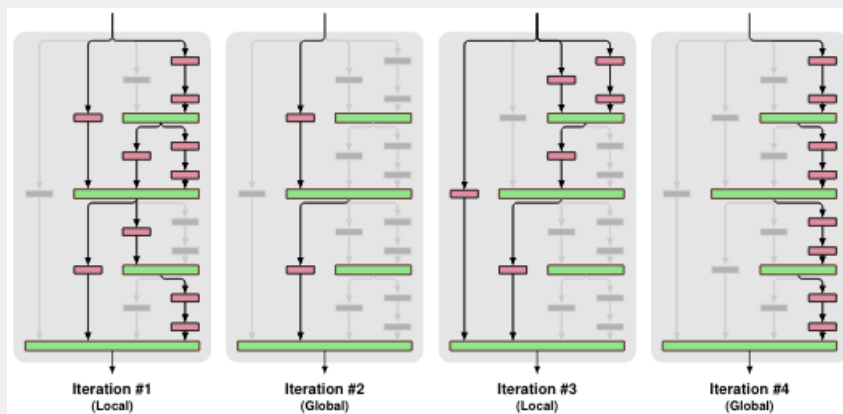 Iteration #1
(Local)
Iteration #2
(Global)
Iteration #3
(Local)
Iteration #4
(Global)